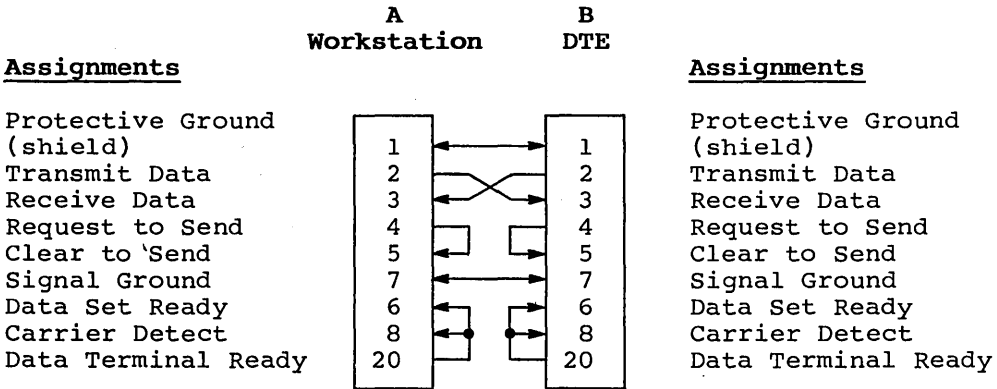 A B
Workstation DTE
Assignments Assignments
Protective Ground Protective Ground
(shield) 1 1 (shield)
Transmit Data 2 2 Transmit Data
Receive Data 3 3 Receive Data
Request to Send 4 4 Request to Send
Clear to Send 5 5 Clear to Send
Signal Ground 7 7 Signal Ground
Data Set Ready 6 6 Data Set Ready
Carrier Detect 8 8 Carrier Detect
Data Terminal Ready 20 20 Data Terminal Ready